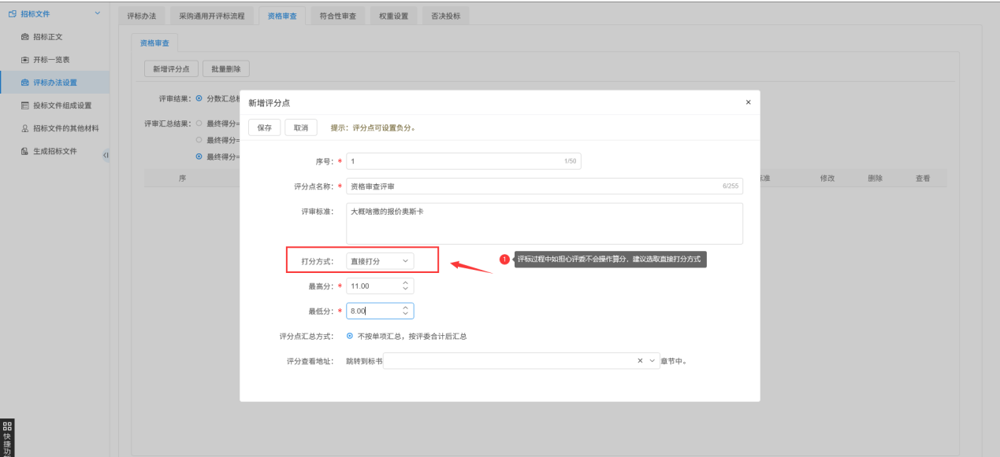 招标文件
招标正文
开标一览表
评标办法设置
投标文件组成设置
招标文件的其他材料
生成招标文件
评标办法 采购通用开评标流程 资格审查 符合性审查 权重设置 否决投标
资格审查
新增评分点 批量删除
评审结果： 分数汇总
评审汇总结果： 最终得分=
最终得分=
最终得分=
序 标准 修改 删除 查看
新增评分点 ×
保存 取消 提示：评分点可设置负分。
序号：* 1 1/50
评分点名称：* 资格审查评审 6/255
评审标准： 大概啥撒的报价奥斯卡
打分方式： 直接打分 1 评标过程中如担心评委不会操作算分，建议选取直接打分方式
最高分：* 11.00
最低分：* 8.00
评分点汇总方式： 不按单项汇总，按评委合计后汇总
评分查看地址： 跳转到标书 章节中。
快捷功